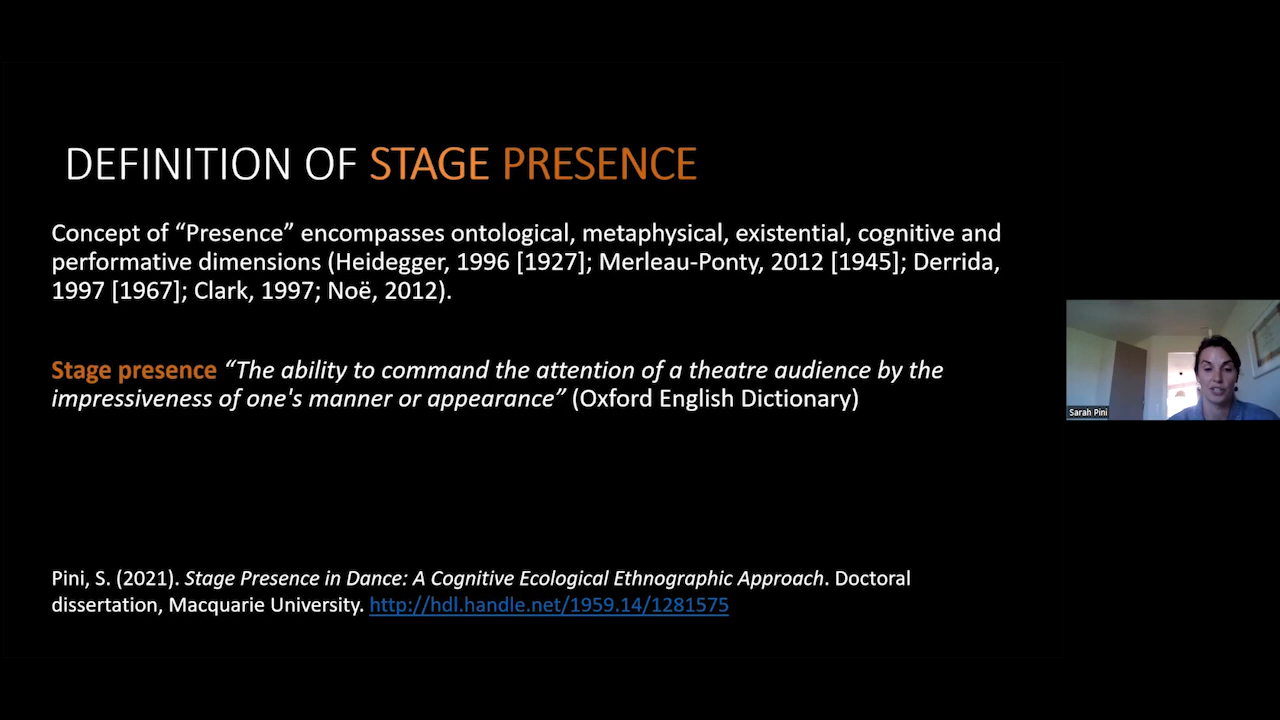 DEFINITION OF STAGE PRESENCE
Concept of “Presence” encompasses ontological, metaphysical, existential, cognitive and
performative dimensions (Heidegger, 1996 [1927]; Merleau-Ponty, 2012 [1945]; Derrida,
1997 [1967]; Clark, 1997; Noë, 2012).
Stage presence “The ability to command the attention of a theatre audience by the
impressiveness of one's manner or appearance” (Oxford English Dictionary)
Sarah Pini
Pini, S. (2021). Stage Presence in Dance: A Cognitive Ecological Ethnographic Approach. Doctoral
dissertation, Macquarie University. http://hdl.handle.net/1959.14/1281575